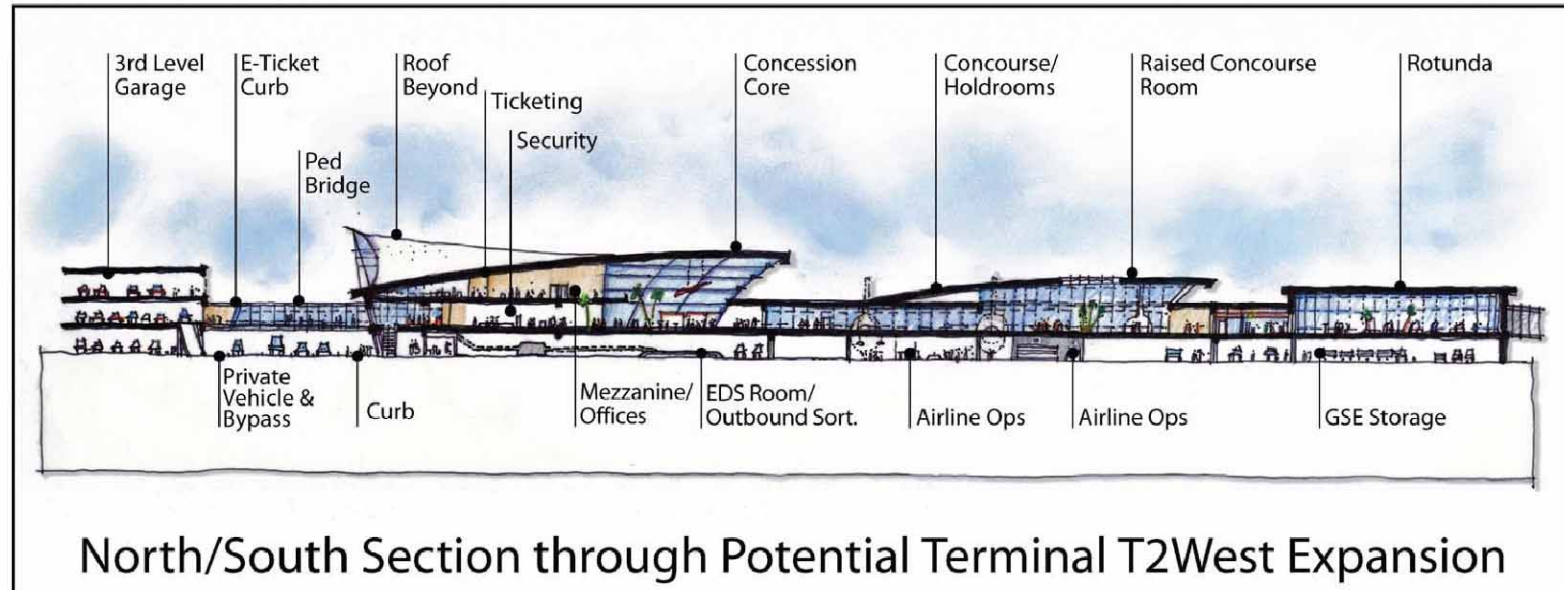 3rd Level
Garage
E-Ticket
Curb
Roof
Beyond
Concession
Core
Concourse/
Holdrooms
Raised Concourse
Room
Rotunda
Ticketing
Security
Ped
Bridge
Private
Vehicle &
Bypass
Curb
Mezzanine/
Offices
EDS Room/
Outbound Sort.
Airline Ops
Airline Ops
GSE Storage
North/South Section through Potential Terminal T2West Expansion